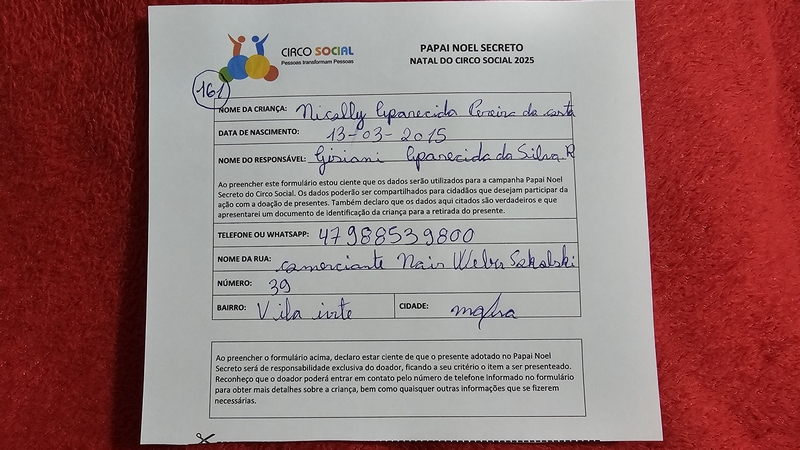 CIRCO SOCIAL
Pessoas transformam Pessoas
PAPAI NOEL SECRETO
NATAL DO CIRCO SOCIAL 2025
161
NOME DA CRIANÇA: Nicolly Aparecida Pereira da costa
DATA DE NASCIMENTO: 13-03-2015
NOME DO RESPONSÁVEL: Gisiani Aparecida da Silva R
Ao preencher este formulário estou ciente que os dados serão utilizados para a campanha Papai Noel
Secreto do Circo Social. Os dados poderão ser compartilhados para cidadãos que desejam participar da
ação com a doação de presentes. Também declaro que os dados aqui citados são verdadeiros e que
apresentarei um documento de identificação da criança para a retirada do presente.
TELEFONE OU WHATSAPP: 47988539800
NOME DA RUA: comerciante Nair Weber Sakalski
NÚMERO: 39
BAIRRO: Vila ivte CIDADE: mafra
Ao preencher o formulário acima, declaro estar ciente de que o presente adotado no Papai Noel
Secreto será de responsabilidade exclusiva do doador, ficando a seu critério o item a ser presenteado.
Reconheço que o doador poderá entrar em contato pelo número de telefone informado no formulário
para obter mais detalhes sobre a criança, bem como quaisquer outras informações que se fizerem
necessárias.